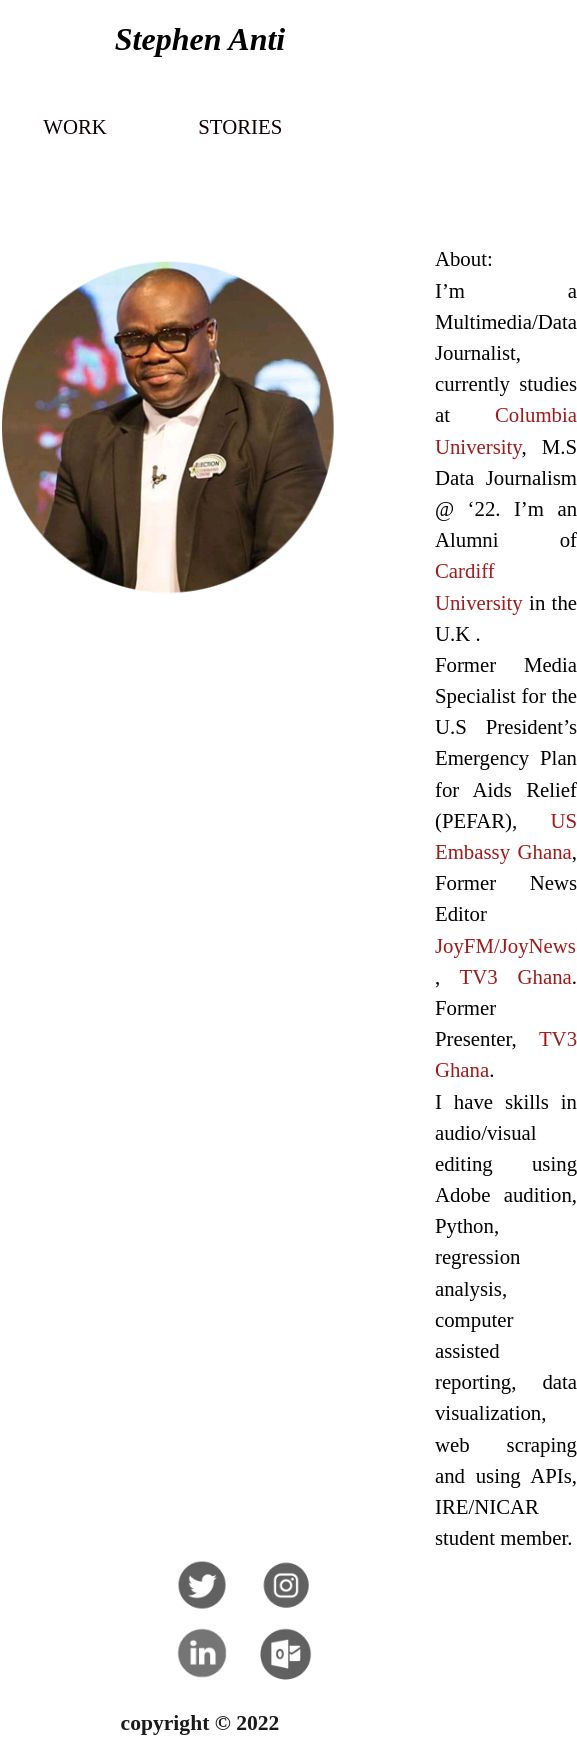 Stephen Anti
WORK STORIES
About:
I’m a
Multimedia/Data
Journalist,
currently studies
at Columbia
University, M.S
Data Journalism
@ ‘22. I’m an
Alumni of
Cardiff
University in the
U.K .
Former Media
Specialist for the
U.S President’s
Emergency Plan
for Aids Relief
(PEFAR), US
Embassy Ghana,
Former News
Editor
JoyFM/JoyNews
, TV3 Ghana.
Former
Presenter, TV3
Ghana.
I have skills in
audio/visual
editing using
Adobe audition,
Python,
regression
analysis,
computer
assisted
reporting, data
visualization,
web scraping
and using APIs,
IRE/NICAR
student member.
ELECTION
in
copyright © 2022